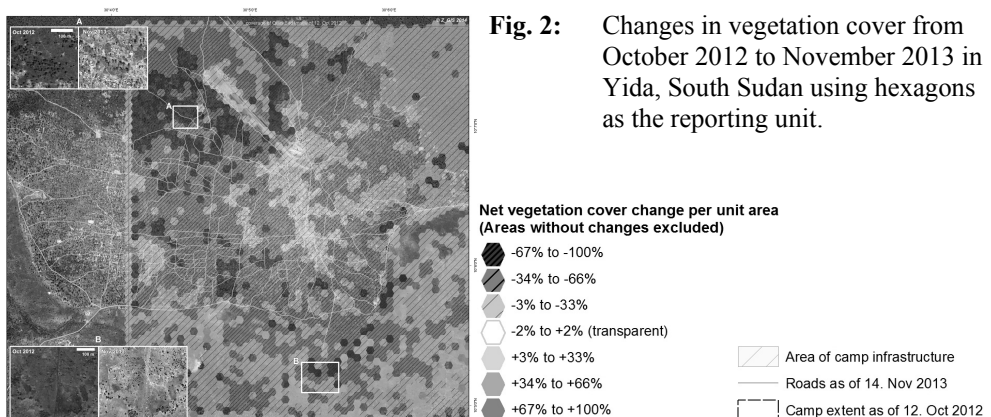 Fig. 2: Changes in vegetation cover from
October 2012 to November 2013 in
Yida, South Sudan using hexagons
as the reporting unit.
A
Oct 2012
100 m
Nov 2013
A
B
Oct 2012
100 m
Nov 2013
B
Net vegetation cover change per unit area
(Areas without changes excluded)
-67% to -100%
-34% to -66%
-3% to -33%
-2% to +2% (transparent)
+3% to +33%
+34% to +66%
+67% to +100%
Area of camp infrastructure
Roads as of 14. Nov 2013
Camp extent as of 12. Oct 2012